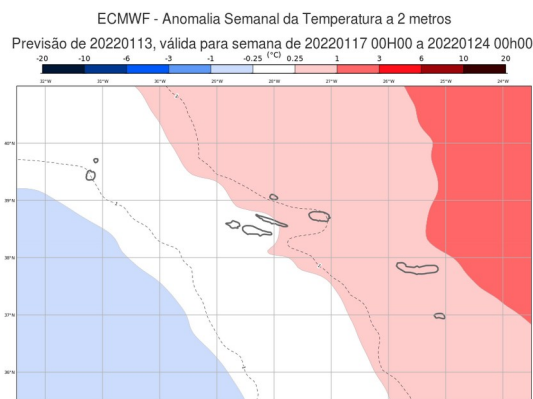 ECMWF - Anomalia Semanal da Temperatura a 2 metros
Previsão de 20220113, válida para semana de 20220117 00H00 a 20220124 00h00
(°C)
-20 -10 -6 -3 -1 -0.25 0.25 1 3 6 10 20
32°W 31°W 30°W 29°W 28°W 27°W 26°W 25°W 24°W
40°N
39°N
38°N
37°N
36°N